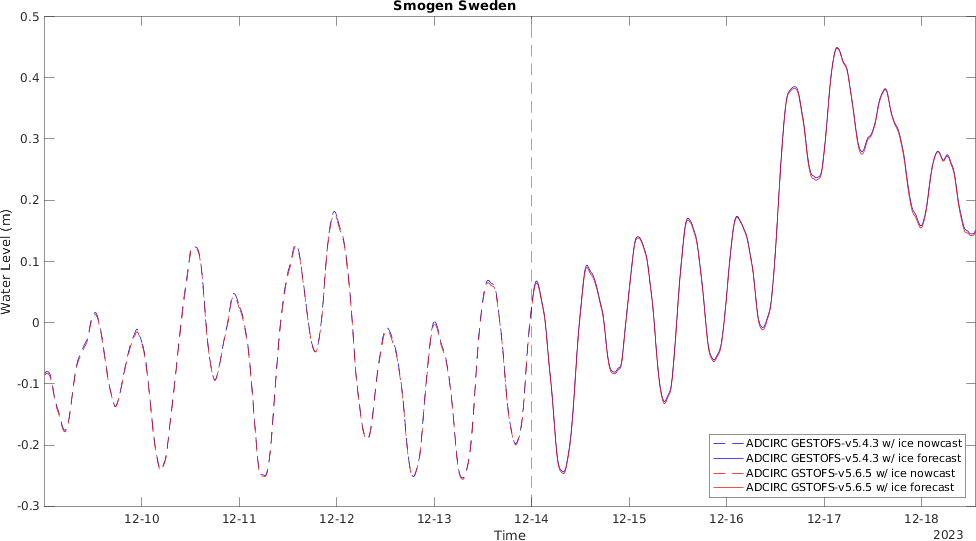 Smogen Sweden
0.5
0.4
0.3
0.2
0.1
0
-0.1
-0.2
-0.3
Water Level (m)
12-10 12-11 12-12 12-13 12-14 12-15 12-16 12-17 12-18
Time
2023
ADCIRC GESTOFS-v5.4.3 w/ ice nowcast
ADCIRC GESTOFS-v5.4.3 w/ ice forecast
ADCIRC GSTOFS-v5.6.5 w/ ice nowcast
ADCIRC GSTOFS-v5.6.5 w/ ice forecast